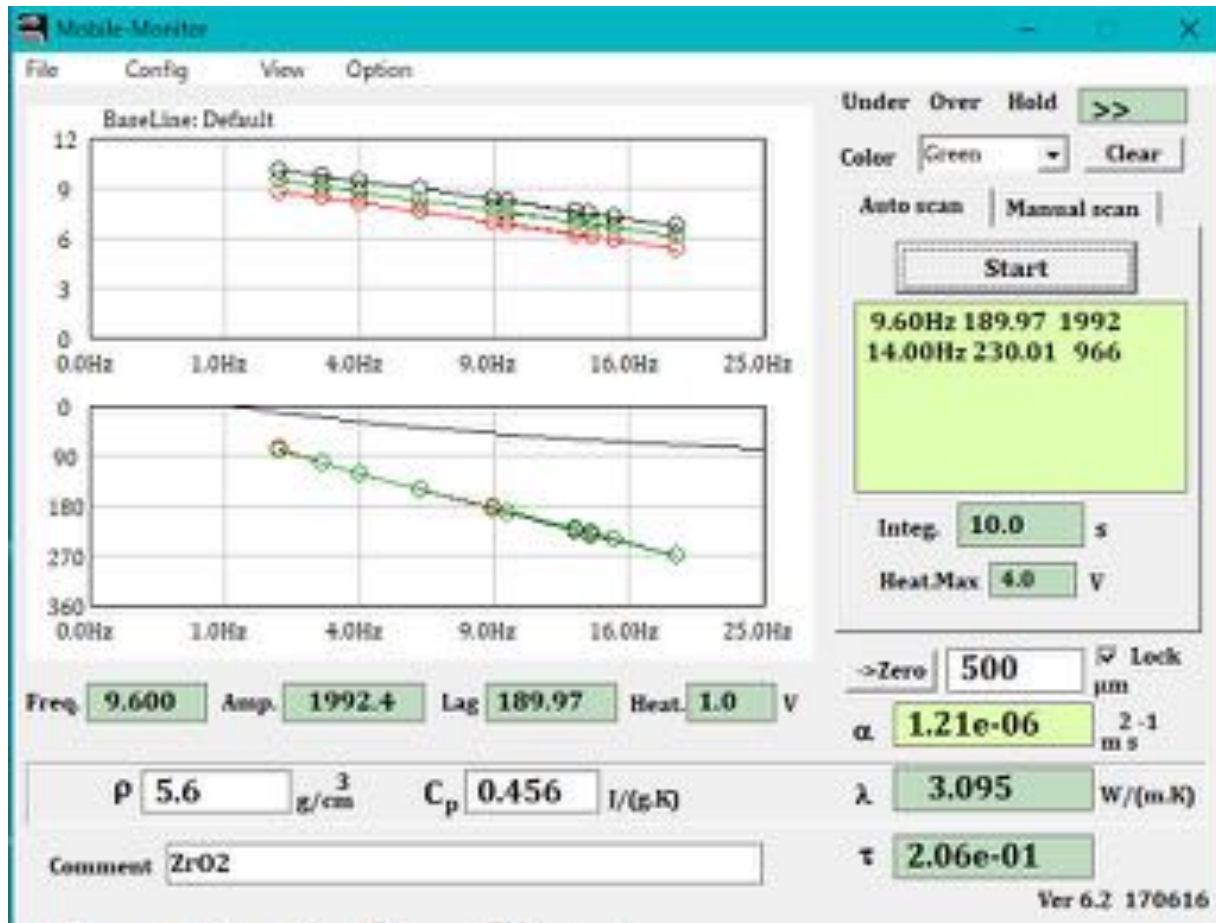 Mobile-Monitor
File Config View Option
BaseLine: Default
12
9
6
3
0
0.0Hz 1.0Hz 4.0Hz 9.0Hz 16.0Hz 25.0Hz
0
90
180
270
360
0.0Hz 1.0Hz 4.0Hz 9.0Hz 16.0Hz 25.0Hz
Under Over Hold >>
Color Green Clear
Auto scan Manual scan
Start
9.60Hz 189.97 1992
14.00Hz 230.01 966
Integ. 10.0 s
Heat.Max 4.0 V
->Zero 500 µm Lock
Freq. 9.600 Amp. 1992.4 Lag 189.97 Heat. 1.0 V
α 1.21e-06 m 2 s -1
ρ 5.6 g/cm 3 Cp 0.456 J/(g.K)
λ 3.095 W/(m.K)
Comment ZrO2
τ 2.06e-01
Ver 6.2 170616